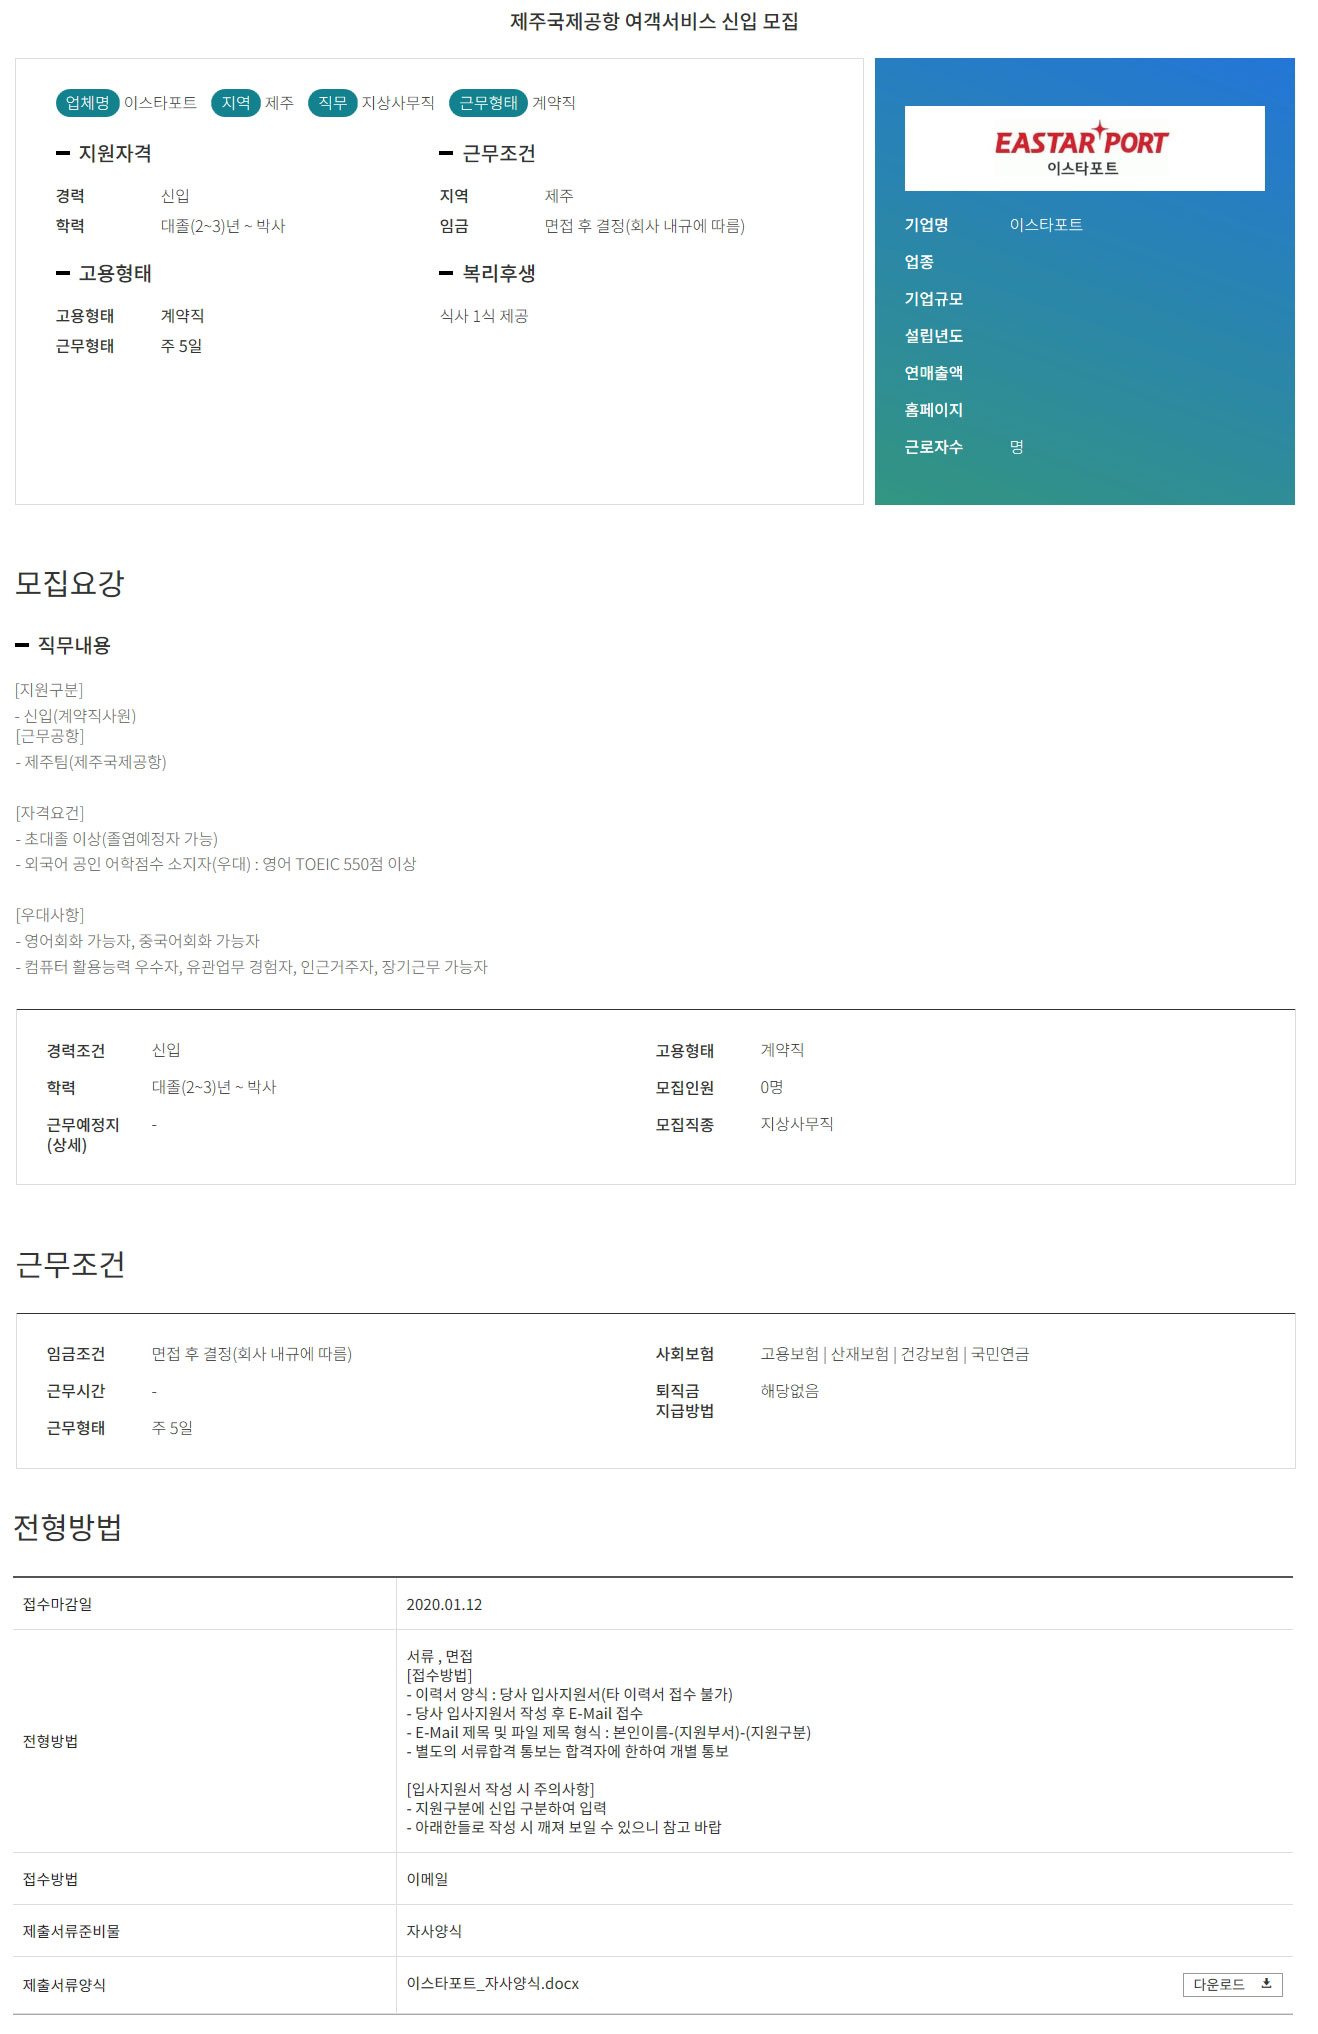 제주국제공항 여객서비스 신입 모집
업체명 이스타포트 지역 제주 직무 지상사무직 근무형태 계약직
지원자격
경력 신입
학력 대졸(2~3)년 ~ 박사
근무조건
지역 제주
임금 면접 후 결정(회사 내규에 따름)
고용형태
고용형태 계약직
근무형태 주 5일
복리후생
식사 1식 제공
EASTAR PORT
이스타포트
기업명 이스타포트
업종
기업규모
설립년도
연매출액
홈페이지
근로자수 명
모집요강
직무내용
[지원구분]
- 신입(계약직사원)
[근무공항]
- 제주팀(제주국제공항)
[자격요건]
- 초대졸 이상(졸엽예정자 가능)
- 외국어 공인 어학점수 소지자(우대) : 영어 TOEIC 550점 이상
[우대사항]
- 영어회화 가능자, 중국어회화 가능자
- 컴퓨터 활용능력 우수자, 유관업무 경험자, 인근거주자, 장기근무 가능자
경력조건 신입
학력 대졸(2~3)년 ~ 박사
근무예정지 -
(상세)
고용형태 계약직
모집인원 0명
모집직종 지상사무직
근무조건
임금조건 면접 후 결정(회사 내규에 따름)
근무시간 -
근무형태 주 5일
사회보험 고용보험 | 산재보험 | 건강보험 | 국민연금
퇴직금 해당없음
지급방법
전형방법
접수마감일 2020.01.12
전형방법
서류 , 면접
[접수방법]
- 이력서 양식 : 당사 입사지원서(타 이력서 접수 불가)
- 당사 입사지원서 작성 후 E-Mail 접수
- E-Mail 제목 및 파일 제목 형식 : 본인이름-(지원부서)-(지원구분)
- 별도의 서류합격 통보는 합격자에 한하여 개별 통보
[입사지원서 작성 시 주의사항]
- 지원구분에 신입 구분하여 입력
- 아래한들로 작성 시 깨져 보일 수 있으니 참고 바랍
접수방법 이메일
제출서류준비물 자사양식
제출서류양식 이스타포트_자사양식.docx 다운로드